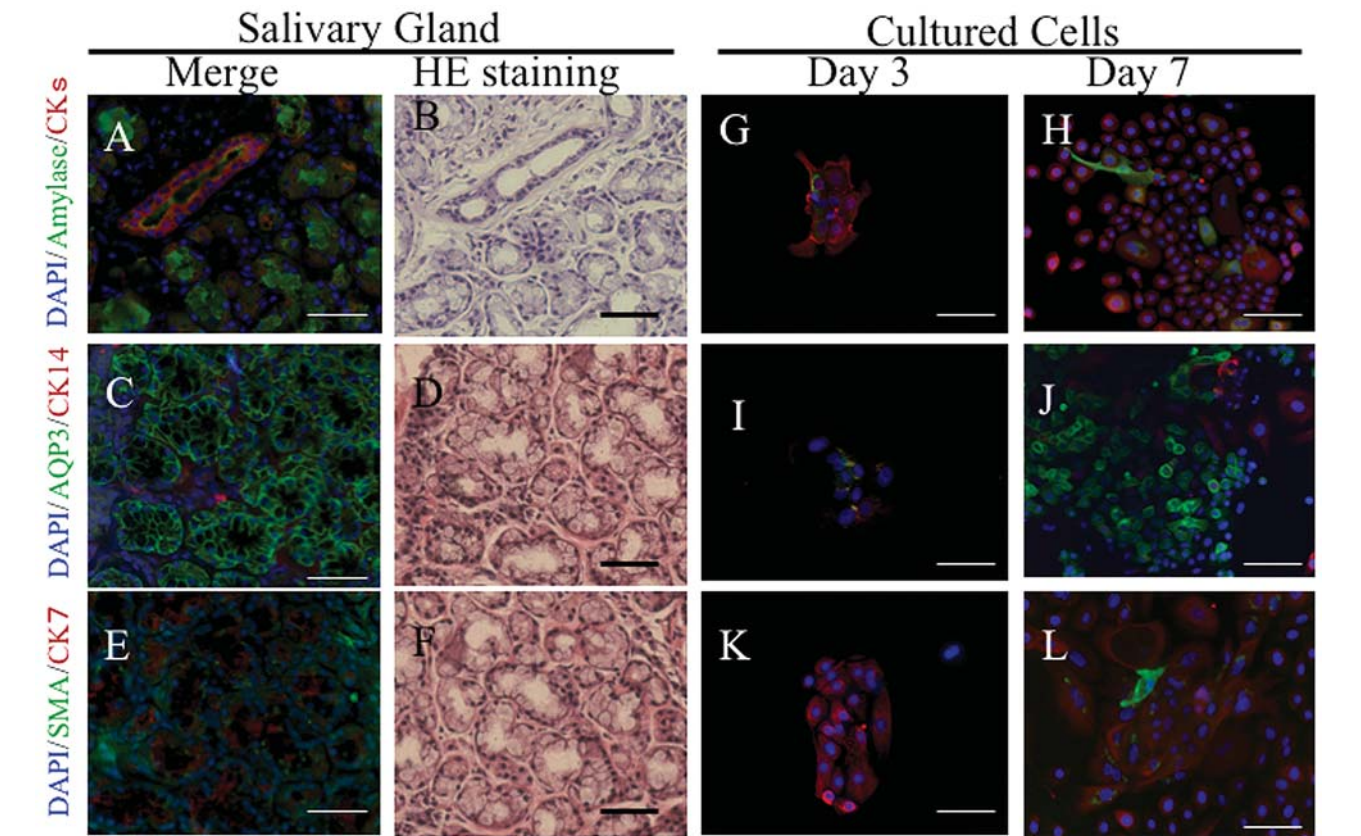 Salivary Gland
Cultured Cells
Merge
HE staining
Day 3
Day 7
DAPI/Amylase/CKs
A
B
G
H
DAPI/AQP3/CK14
C
D
I
J
DAPI/SMA/CK7
E
F
K
L